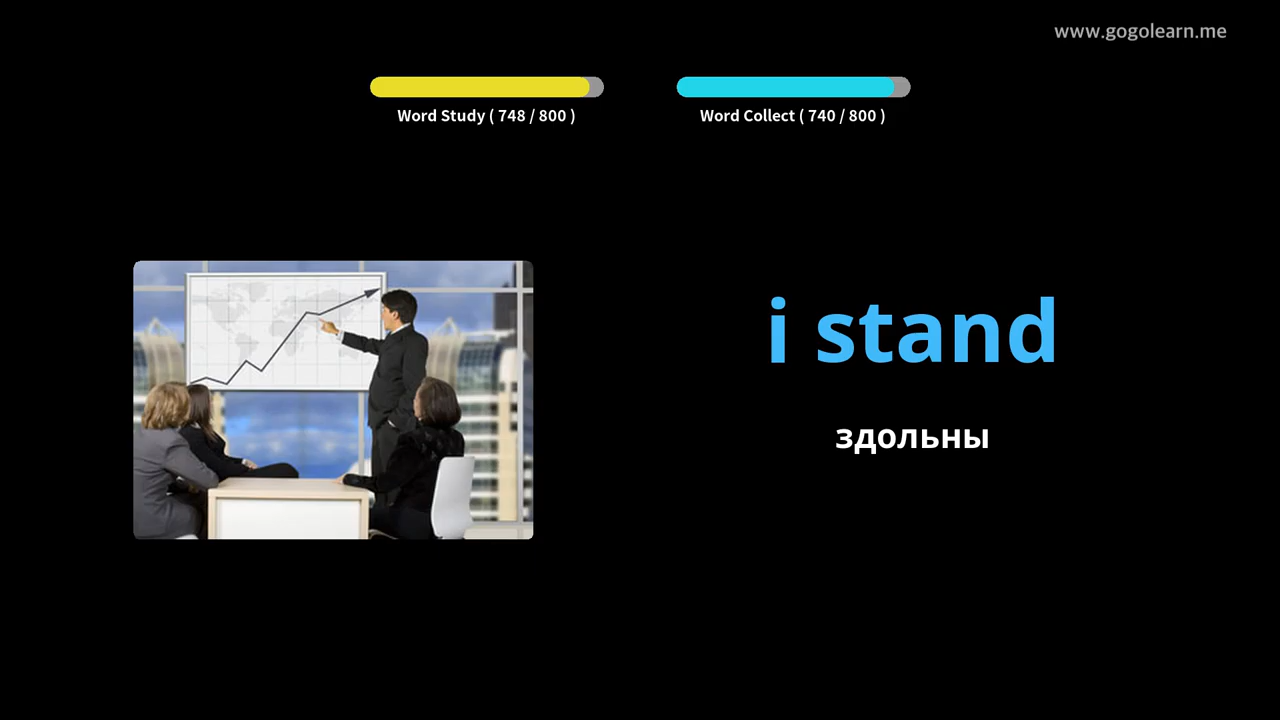 www.gogolearn.me
Word Study ( 748 / 800 )
Word Collect ( 740 / 800 )
i stand
здольны